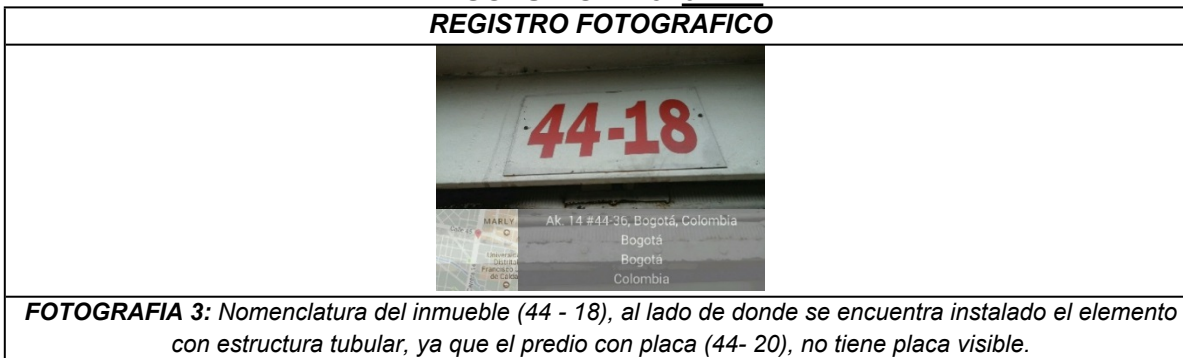 REGISTRO FOTOGRAFICO
44-18
MARLY
Ak. 14 #44-36, Bogotá, Colombia
Bogotá
Bogotá
Colombia
FOTOGRAFIA 3: Nomenclatura del inmueble (44 - 18), al lado de donde se encuentra instalado el elemento
con estructura tubular, ya que el predio con placa (44- 20), no tiene placa visible.